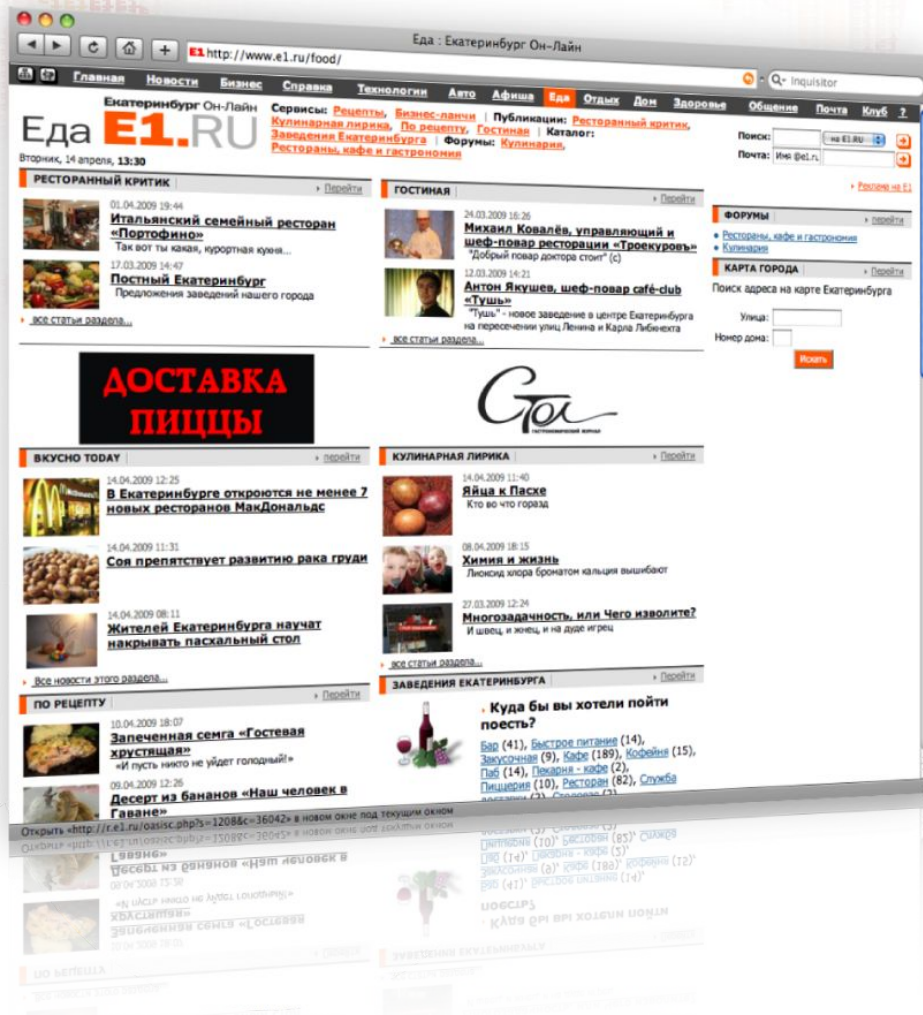 Еда : Екатеринбург Он-Лайн
E1 http://www.e1.ru/food/
Inquisitor
Главная Новости Бизнес Справка Технологии Авто Афиша Еда Отдых Дом Здоровье Общение Почта Клуб ?
Екатеринбург Он-Лайн
Еда E1.RU
Вторник, 14 апреля, 13:30
Сервисы: Рецепты, Бизнес-ланчи | Публикации: Ресторанный критик,
Кулинарная лирика, По рецепту, Гостиная | Каталог:
Заведения Екатеринбурга | Форумы: Кулинария,
Рестораны, кафе и гастрономия
Поиск: на E1.RU
Почта: Имя @e1.ru
Реклама на E1
РЕСТОРАННЫЙ КРИТИК Перейти
01.04.2009 19:44
Итальянский семейный ресторан
«Портофино»
Так вот ты какая, курортная кухня...
17.03.2009 14:47
Постный Екатеринбург
Предложения заведений нашего города
все статьи раздела...
ГОСТИНАЯ Перейти
24.03.2009 16:26
Михаил Ковалёв, управляющий и
шеф-повар ресторации «Троекуровъ»
"Добрый повар доктора стоит" (с)
12.03.2009 14:21
Антон Якушев, шеф-повар café-club
«Тушь»
"Тушь" - новое заведение в центре Екатеринбурга
на пересечении улиц Ленина и Карла Либкнехта
все статьи раздела...
ФОРУМЫ перейти
Рестораны, кафе и гастрономия
Кулинария
КАРТА ГОРОДА Перейти
Поиск адреса на карте Екатеринбурга
Улица:
Номер дома:
Искать
ДОСТАВКА
ПИЦЦЫ
Стол
ГАСТРОНОМИЧЕСКИЙ ЖУРНАЛ
ВКУСНО TODAY перейти
14.04.2009 12:25
В Екатеринбурге откроются не менее 7
новых ресторанов МакДональдс
14.04.2009 11:31
Соя препятствует развитию рака груди
14.04.2009 08:11
Жителей Екатеринбурга научат
накрывать пасхальный стол
Все новости этого раздела...
КУЛИНАРНАЯ ЛИРИКА Перейти
14.04.2009 11:40
Яйца к Пасхе
Кто во что горазд
08.04.2009 18:15
Химия и жизнь
Лионсид хлора броматом кальция вышибают
27.03.2009 12:24
Многозадачность, или Чего изволите?
И швец, и жнец, и на дуде игрец
все статьи раздела...
ПО РЕЦЕПТУ Перейти
10.04.2009 18:07
Запеченная семга «Гостевая
хрустящая»
«И пусть никто не уйдет голодный!»
09.04.2009 12:26
Десерт из бананов «Наш человек в
Гаване»
ЗАВЕДЕНИЯ ЕКАТЕРИНБУРГА Перейти
Куда бы вы хотели пойти
поесть?
Бар (41), Быстрое питание (14),
Закусочная (9), Кафе (189), Кофейня (15),
Паб (14), Пекарня - кафе (2),
Пиццерия (10), Ресторан (82), Служба
доставки (2), Столовая (2)
Открыть «http://r.e1.ru/oasisc.php?s=1208&c=36042» в новом окне под текущим окном